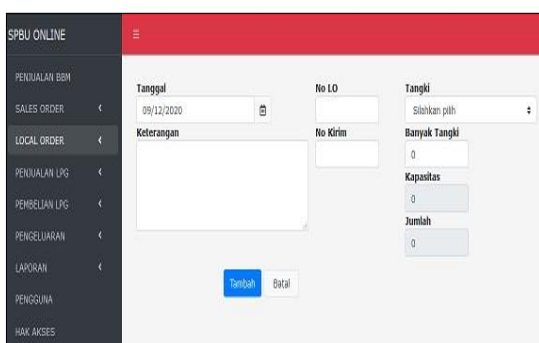 SPBU ONLINE
PENJUALAN BBM
SALES ORDER
LOCAL ORDER
PENJUALAN LPG
PEMBELIAN LPG
PENGELUARAN
LAPORAN
PENGGUNA
HAK AKSES
Tanggal
09/12/2020
Keterangan
No LO
No Kirim
Tangki
Silahkan pilih
Banyak Tangki
0
Kapasitas
0
Jumlah
0
Tambah
Batal